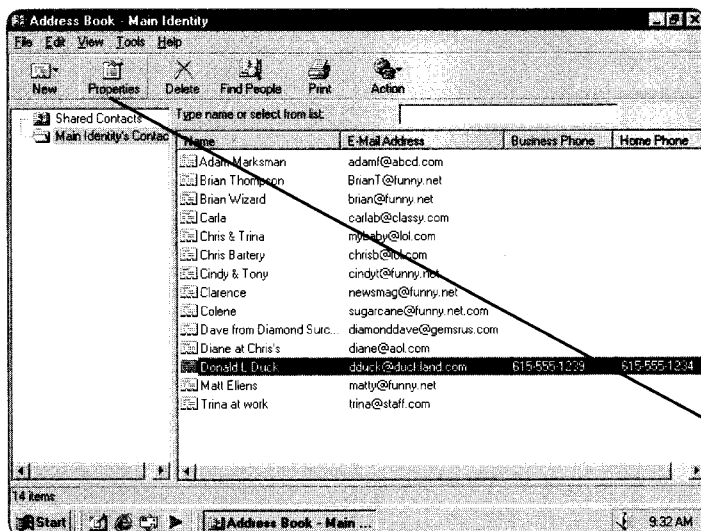 Address Book - Main Identity
File Edit View Tools Help
New Properties Delete Find People Print Action
Shared Contacts
Main Identity's Contac
Type name or select from list:
Name E-Mail Address Business Phone Home Phone
Adam Marksman adamf@abcd.com
Brian Thompson BrianT@funny.net
Brian Wizard brian@funny.net
Carla carlab@classy.com
Chris & Trina mybaby@lol.com
Chris Bartery chrisb@lol.com
Cindy & Tony cindyt@funny.net
Clarence newsmag@funny.net
Colene sugarcane@funny.net.com
Dave from Diamond Surc... diamonddave@gemsrus.com
Diane at Chris's diane@aol.com
Donald L Duck dduck@duckland.com 615-555-1239 615-555-1234
Matt Ellens matty@funny.net
Trina at work trina@staff.com
14 items
Start Address Book - Main ... 9:32 AM